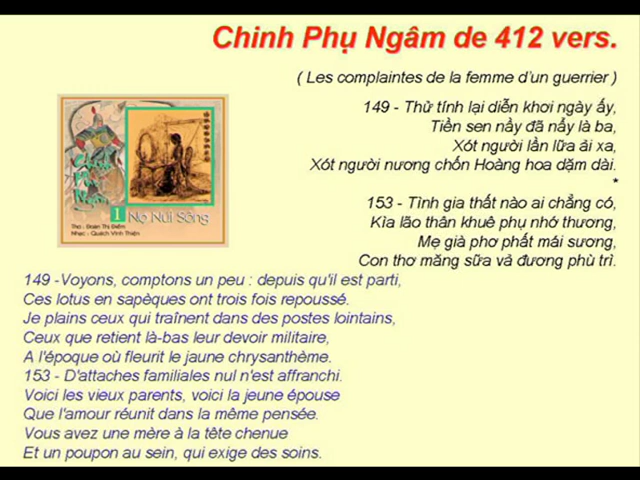 Chinh Phụ Ngâm de 412 vers.
( Les complaintes de la femme d'un guerrier )
149 - Thử tính lại diễn khơi ngày ấy,
Tiền sen nầy đã nẩy là ba,
Xót người lần lữa ải xa,
Xót người nương chốn Hoàng hoa dặm dài.
*
153 - Tình gia thất nào ai chẳng có,
Kìa lão thân khuê phụ nhớ thương,
Mẹ già phơ phất mái sương,
Con thơ măng sữa vả đương phù trì.
1 Nợ Núi Sông
Thơ : Đoàn Thị Điểm
Nhạc - Quách Vĩnh Thiện
149 -Voyons, comptons un peu : depuis qu'il est parti,
Ces lotus en sapèques ont trois fois repoussé.
Je plains ceux qui traînent dans des postes lointains,
Ceux que retient là-bas leur devoir militaire,
A l'époque où fleurit le jaune chrysanthème.
153 - D'attaches familiales nul n'est affranchi.
Voici les vieux parents, voici la jeune épouse
Que l'amour réunit dans la même pensée.
Vous avez une mère à la tête chenue
Et un poupon au sein, qui exige des soins.